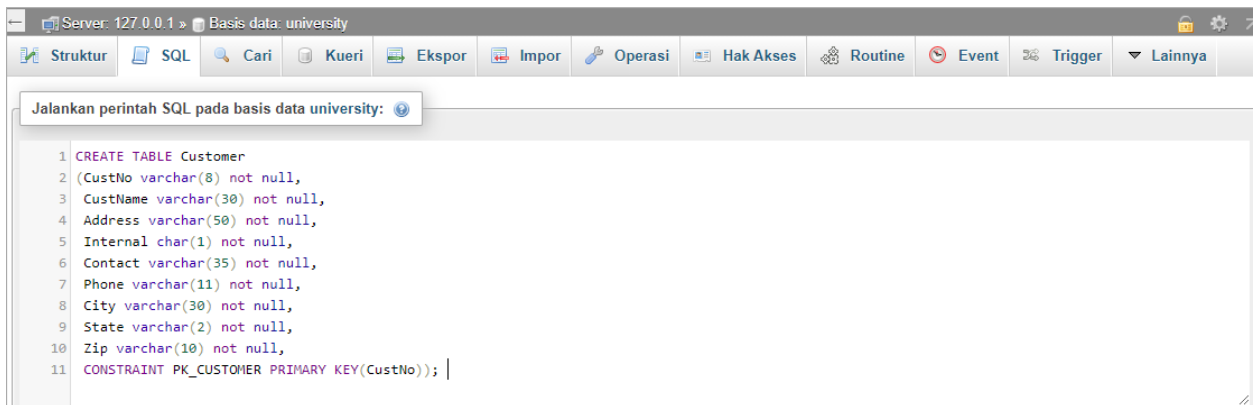 Server: 127.0.0.1 » Basis data: university
Struktur SQL Cari Kueri Ekspor Impor Operasi Hak Akses Routine Event Trigger Lainnya
Jalankan perintah SQL pada basis data university:
1 CREATE TABLE Customer
2 (CustNo varchar(8) not null,
3 CustName varchar(30) not null,
4 Address varchar(50) not null,
5 Internal char(1) not null,
6 Contact varchar(35) not null,
7 Phone varchar(11) not null,
8 City varchar(30) not null,
9 State varchar(2) not null,
10 Zip varchar(10) not null,
11 CONSTRAINT PK_CUSTOMER PRIMARY KEY(CustNo));